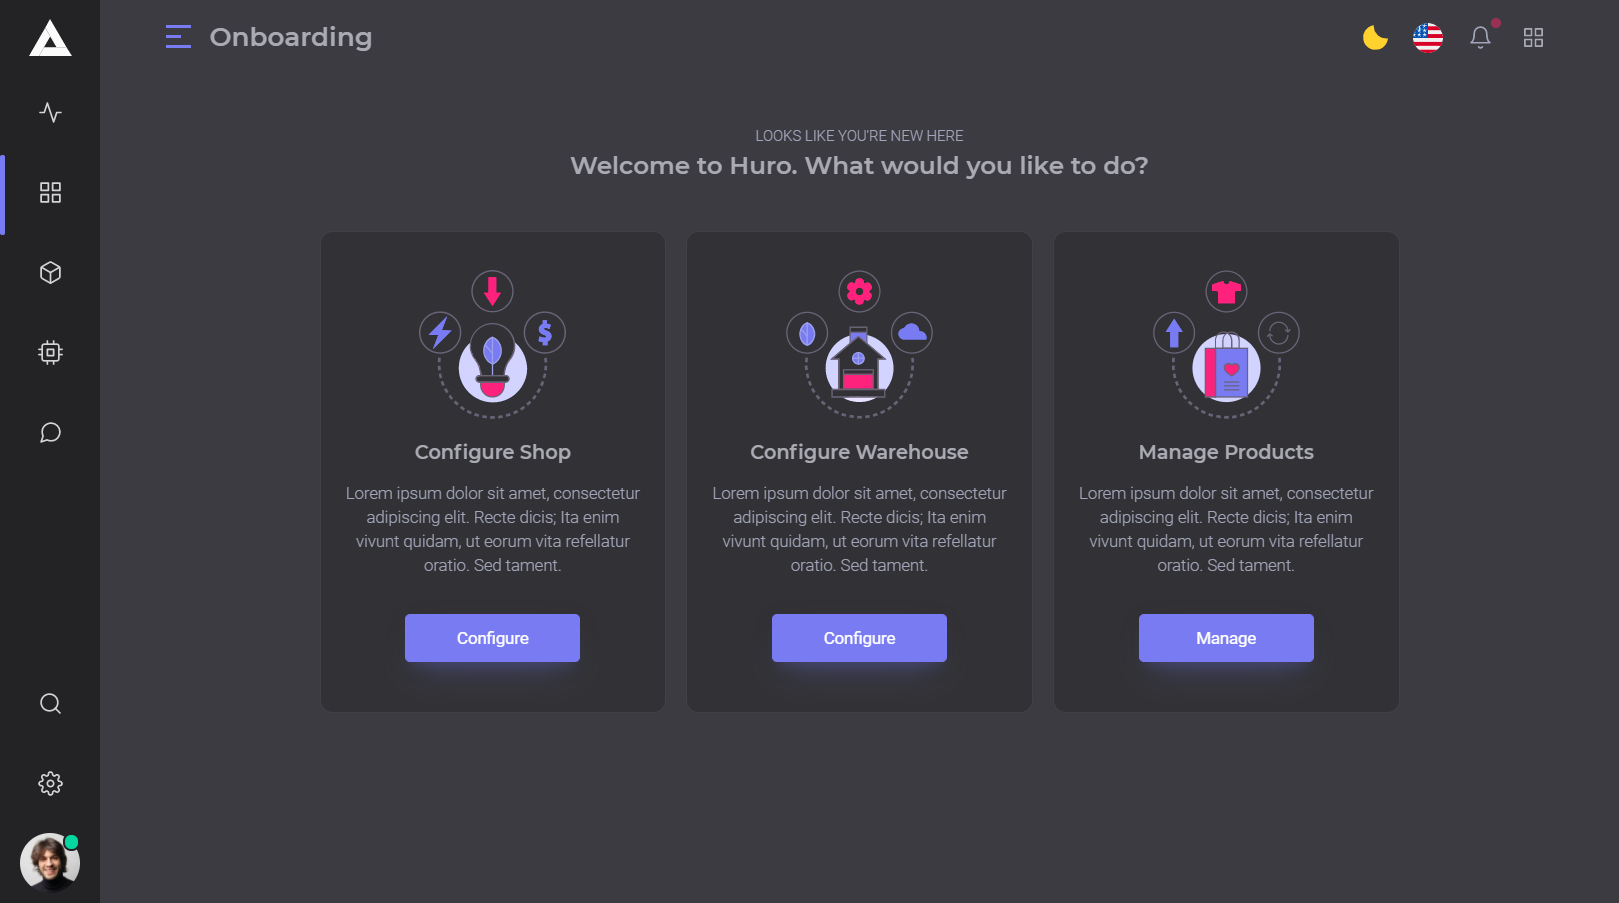 Onboarding
LOOKS LIKE YOU'RE NEW HERE
Welcome to Huro. What would you like to do?
Configure Shop
Lorem ipsum dolor sit amet, consectetur
adipiscing elit. Recte dicis; Ita enim
vivunt quidam, ut eorum vita refellatur
oratio. Sed tament.
Configure
Configure Warehouse
Lorem ipsum dolor sit amet, consectetur
adipiscing elit. Recte dicis; Ita enim
vivunt quidam, ut eorum vita refellatur
oratio. Sed tament.
Configure
Manage Products
Lorem ipsum dolor sit amet, consectetur
adipiscing elit. Recte dicis; Ita enim
vivunt quidam, ut eorum vita refellatur
oratio. Sed tament.
Manage